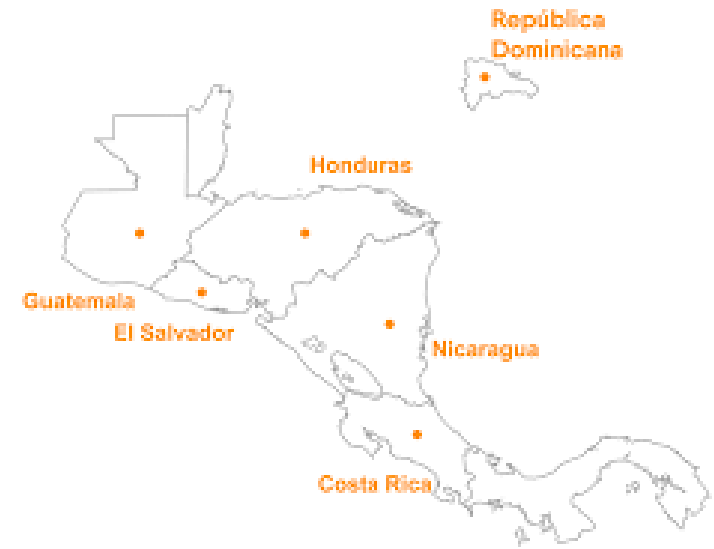 República
Dominicana
Honduras
Guatemala
El Salvador
Nicaragua
Costa Rica